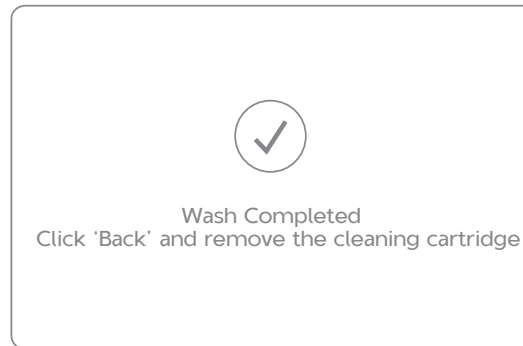 Wash Completed
Click ‘Back’ and remove the cleaning cartridge